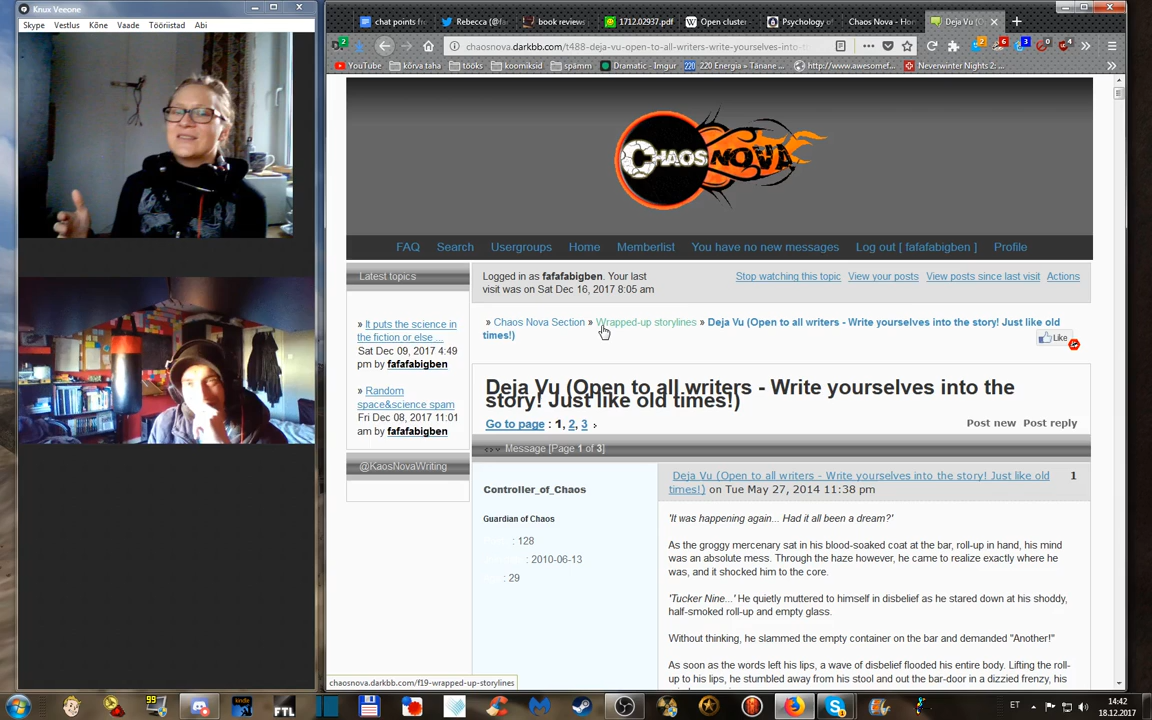 Knux Veeone
Skype Vestlus Kõne Vaade Tööriistad Abi
chat points fr
Twitter Rebecca (@
book reviews
1712.02937.pdf
Open cluster
Psychology of
Chaos Nova - Ho
Deja Vu (O
chaosnova.darkbb.com/t488-deja-vu-open-to-all-writers-write-yourselves-into-
YouTube kõrva taha tööks koomiksid spämm Dramatic - Imgur 220 Energia » Tänane ... http://www.awesomef... Neverwinter Nights 2: ...
CHAOS NOVA
FAQ Search Usergroups Home Memberlist You have no new messages Log out [ fafafabigben ] Profile
Latest topics
» It puts the science in
the fiction or else ...
Sat Dec 09, 2017 4:49
pm by fafafabigben
» Random
space&science spam
Fri Dec 08, 2017 11:01
am by fafafabigben
@KaosNovaWriting
Logged in as fafafabigben. Your last
visit was on Sat Dec 16, 2017 8:05 am
Stop watching this topic View your posts View posts since last visit Actions
» Chaos Nova Section » Wrapped-up storylines » Deja Vu (Open to all writers - Write yourselves into the story! Just like old
times!)
Like
Deja Vu (Open to all writers - Write yourselves into the
story! Just like old times!)
Go to page : 1, 2, 3 ›
Post new Post reply
Message [Page 1 of 3]
Controller_of_Chaos
Guardian of Chaos
: 128
: 2010-06-13
: 29
Deja Vu (Open to all writers - Write yourselves into the story! Just like old
times!) on Tue May 27, 2014 11:38 pm
1
'It was happening again... Had it all been a dream?'
As the groggy mercenary sat in his blood-soaked coat at the bar, roll-up in hand, his mind
was an absolute mess. Through the haze however, he came to realize exactly where he
was, and it shocked him to the core.
'Tucker Nine...' He quietly muttered to himself in disbelief as he stared down at his shoddy,
half-smoked roll-up and empty glass.
Without thinking, he slammed the empty container on the bar and demanded "Another!"
As soon as the words left his lips, a wave of disbelief flooded his entire body. Lifting the roll-
up to his lips, he stumbled away from his stool and out the bar-door in a dizzied frenzy, his
chaosnova.darkbb.com/f19-wrapped-up-storylines
kindle
FTL
ET
14:42
18.12.2017